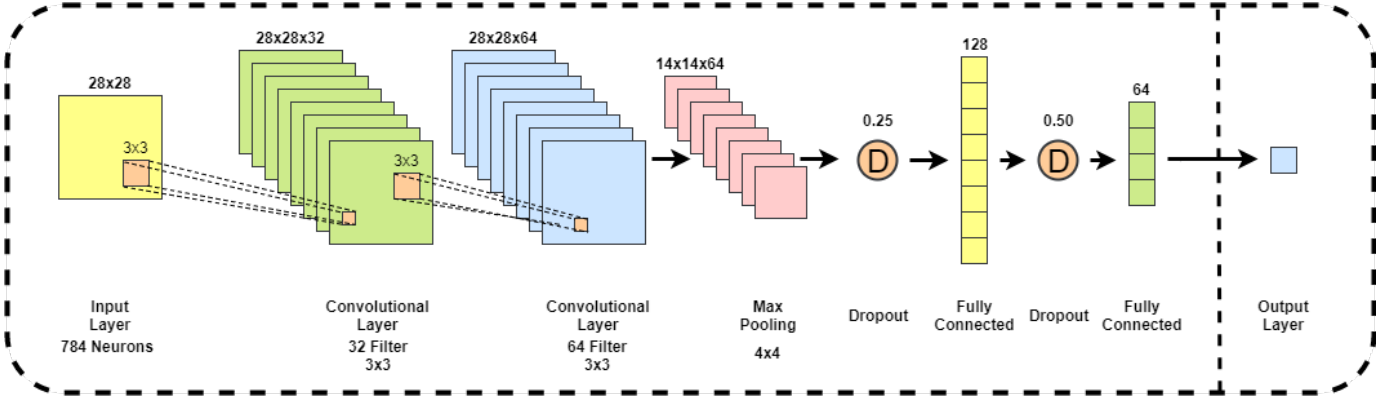 28x28
3x3
28x28x32
3x3
28x28x64
14x14x64
0.25
D
128
0.50
D
64
Input
Layer
784 Neurons
Convolutional
Layer
32 Filter
3x3
Convolutional
Layer
64 Filter
3x3
Max
Pooling
4x4
Dropout
Fully
Connected
Dropout
Fully
Connected
Output
Layer